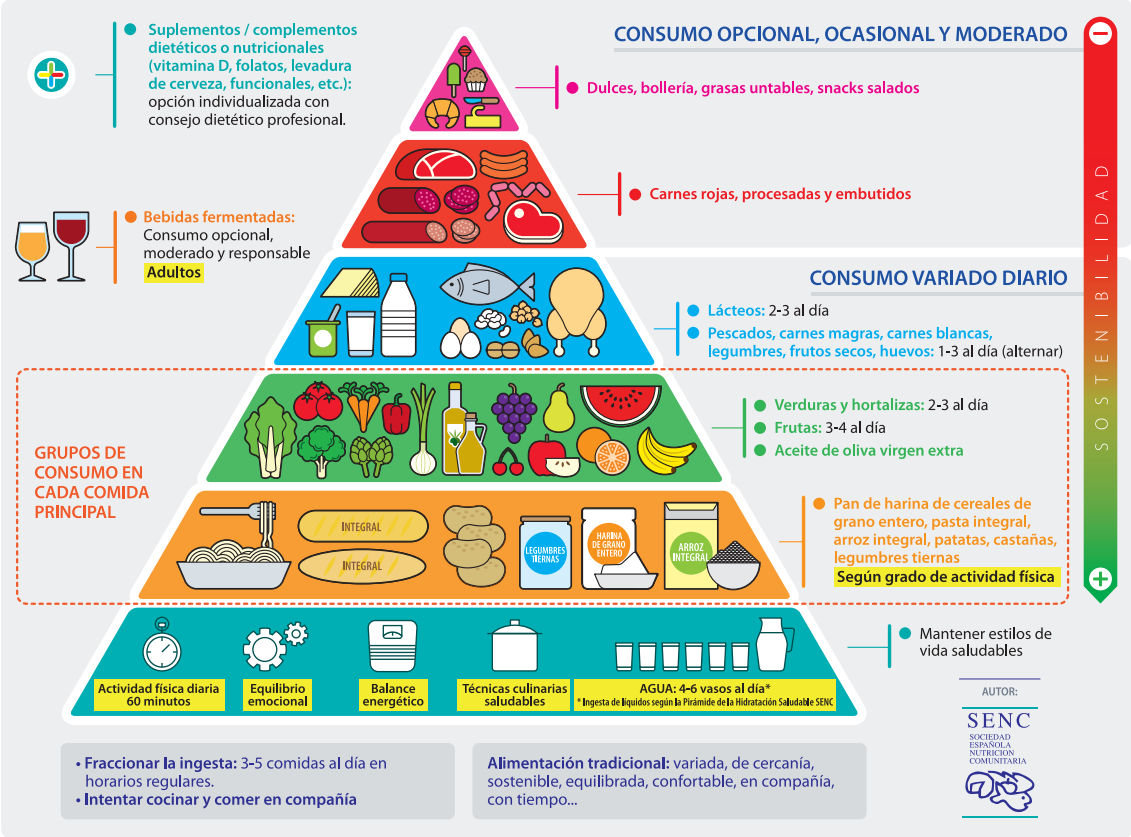 Suplementos / complementos
dietéticos o nutricionales
(vitamina D, folatos, levadura
de cerveza, funcionales, etc.):
opción individualizada con
consejo dietético profesional.
CONSUMO OPCIONAL, OCASIONAL Y MODERADO
Dulces, bollería, grasas untables, snacks salados
Carnes rojas, procesadas y embutidos
Bebidas fermentadas:
Consumo opcional,
moderado y responsable
Adultos
CONSUMO VARIADO DIARIO
Lácteos: 2-3 al día
Pescados, carnes magras, carnes blancas,
legumbres, frutos secos, huevos: 1-3 al día (alternar)
SOSTENIBILIDAD
Verduras y hortalizas: 2-3 al día
Frutas: 3-4 al día
Aceite de oliva virgen extra
GRUPOS DE
CONSUMO EN
CADA COMIDA
PRINCIPAL
INTEGRAL
INTEGRAL
LEGUMBRES
TIERNAS
HARINA
DE GRANO
ENTERO
ARROZ
INTEGRAL
Pan de harina de cereales de
grano entero, pasta integral,
arroz integral, patatas, castañas,
legumbres tiernas
Según grado de actividad física
Actividad física diaria
60 minutos
Equilibrio
emocional
Balance
energético
Técnicas culinarias
saludables
AGUA: 4-6 vasos al día*
* Ingesta de líquidos según la Pirámide de la Hidratación Saludable SENC
Mantener estilos de
vida saludables
AUTOR:
SENC
SOCIEDAD
ESPAÑOLA
NUTRICION
COMUNITARIA
• Fraccionar la ingesta: 3-5 comidas al día en
horarios regulares.
• Intentar cocinar y comer en compañía
Alimentación tradicional: variada, de cercanía,
sostenible, equilibrada, confortable, en compañía,
con tiempo...